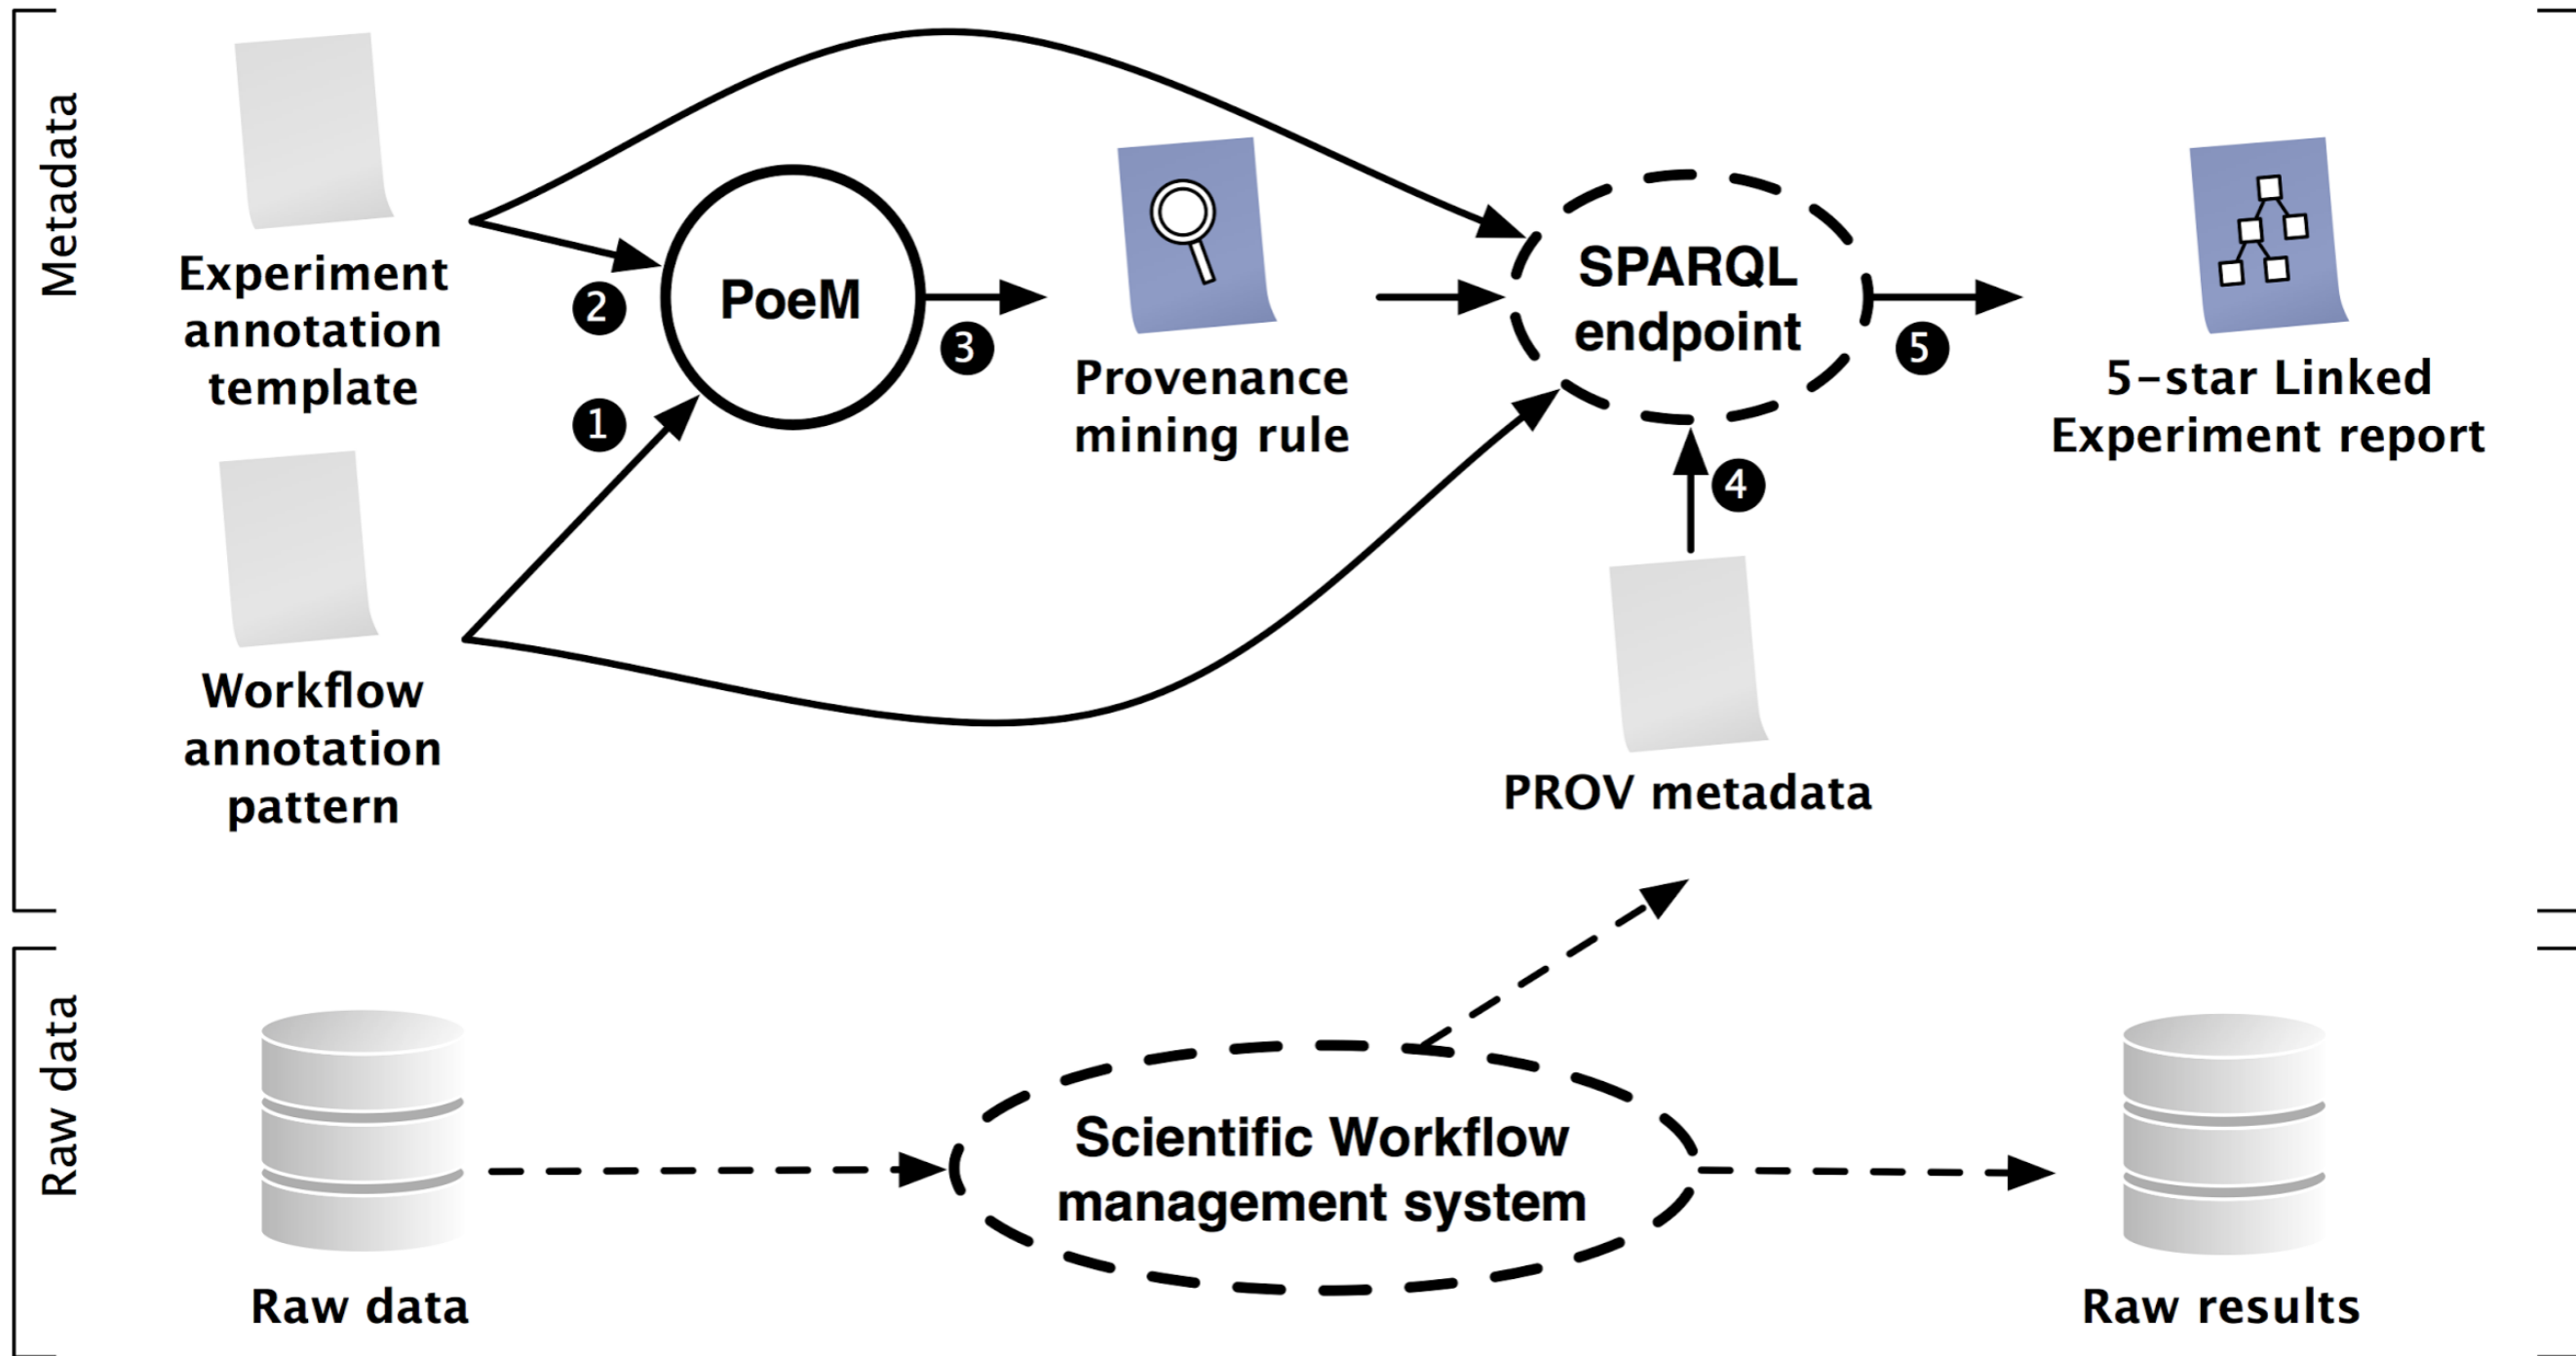 Metadata
Experiment
annotation
template
2
PoeM
1
3
Provenance
mining rule
SPARQL
endpoint
5
5-star Linked
Experiment report
4
Workflow
annotation
pattern
PROV metadata
Raw data
Raw data
Scientific Workflow
management system
Raw results